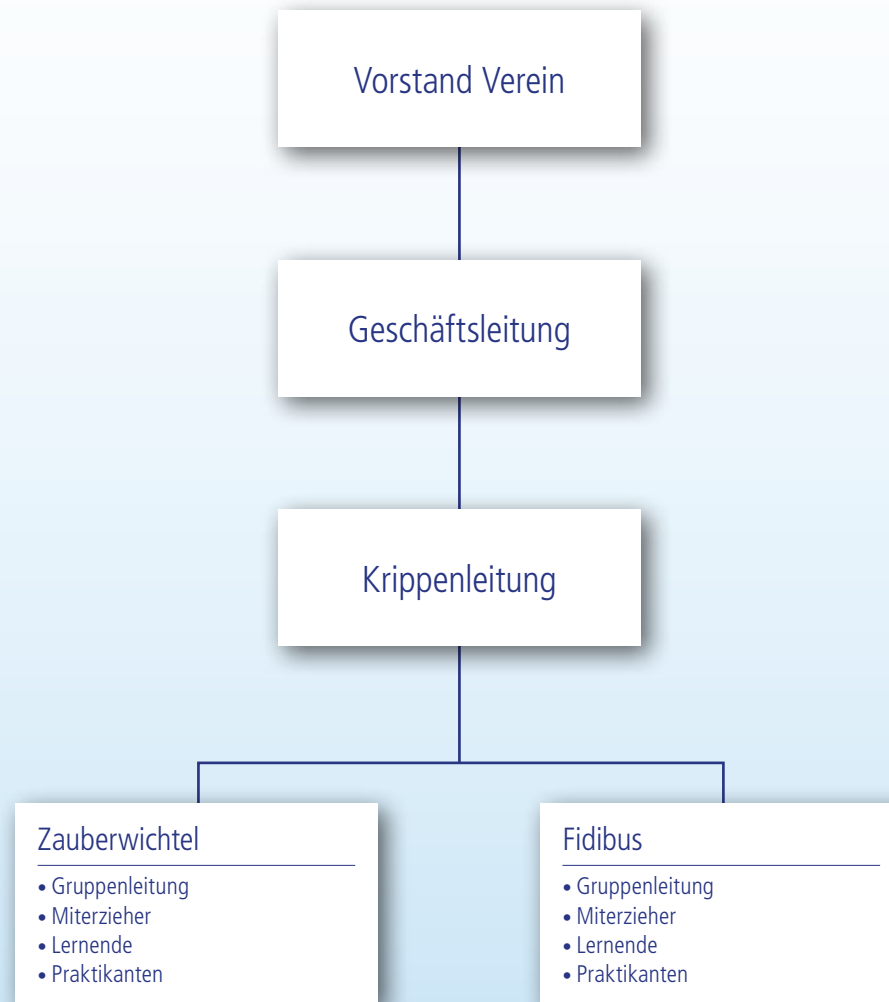 Vorstand Verein
Geschäftsleitung
Krippenleitung
Zauberwichtel
• Gruppenleitung
• Miterzieher
• Lernende
• Praktikanten
Fidibus
• Gruppenleitung
• Miterzieher
• Lernende
• Praktikanten